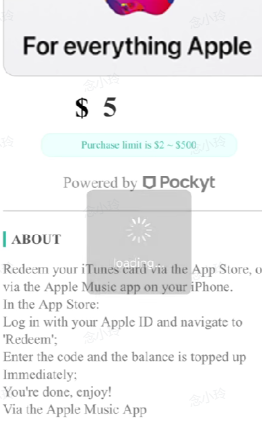 For everything Apple
$ 5
Purchase limit is $2 ~ $500
Powered by Pockyt
loading...
ABOUT
Redeem your iTunes card via the App Store, o
via the Apple Music app on your iPhone.
In the App Store:
Log in with your Apple ID and navigate to
'Redeem';
Enter the code and the balance is topped up
Immediately;
You're done, enjoy!
Via the Apple Music App